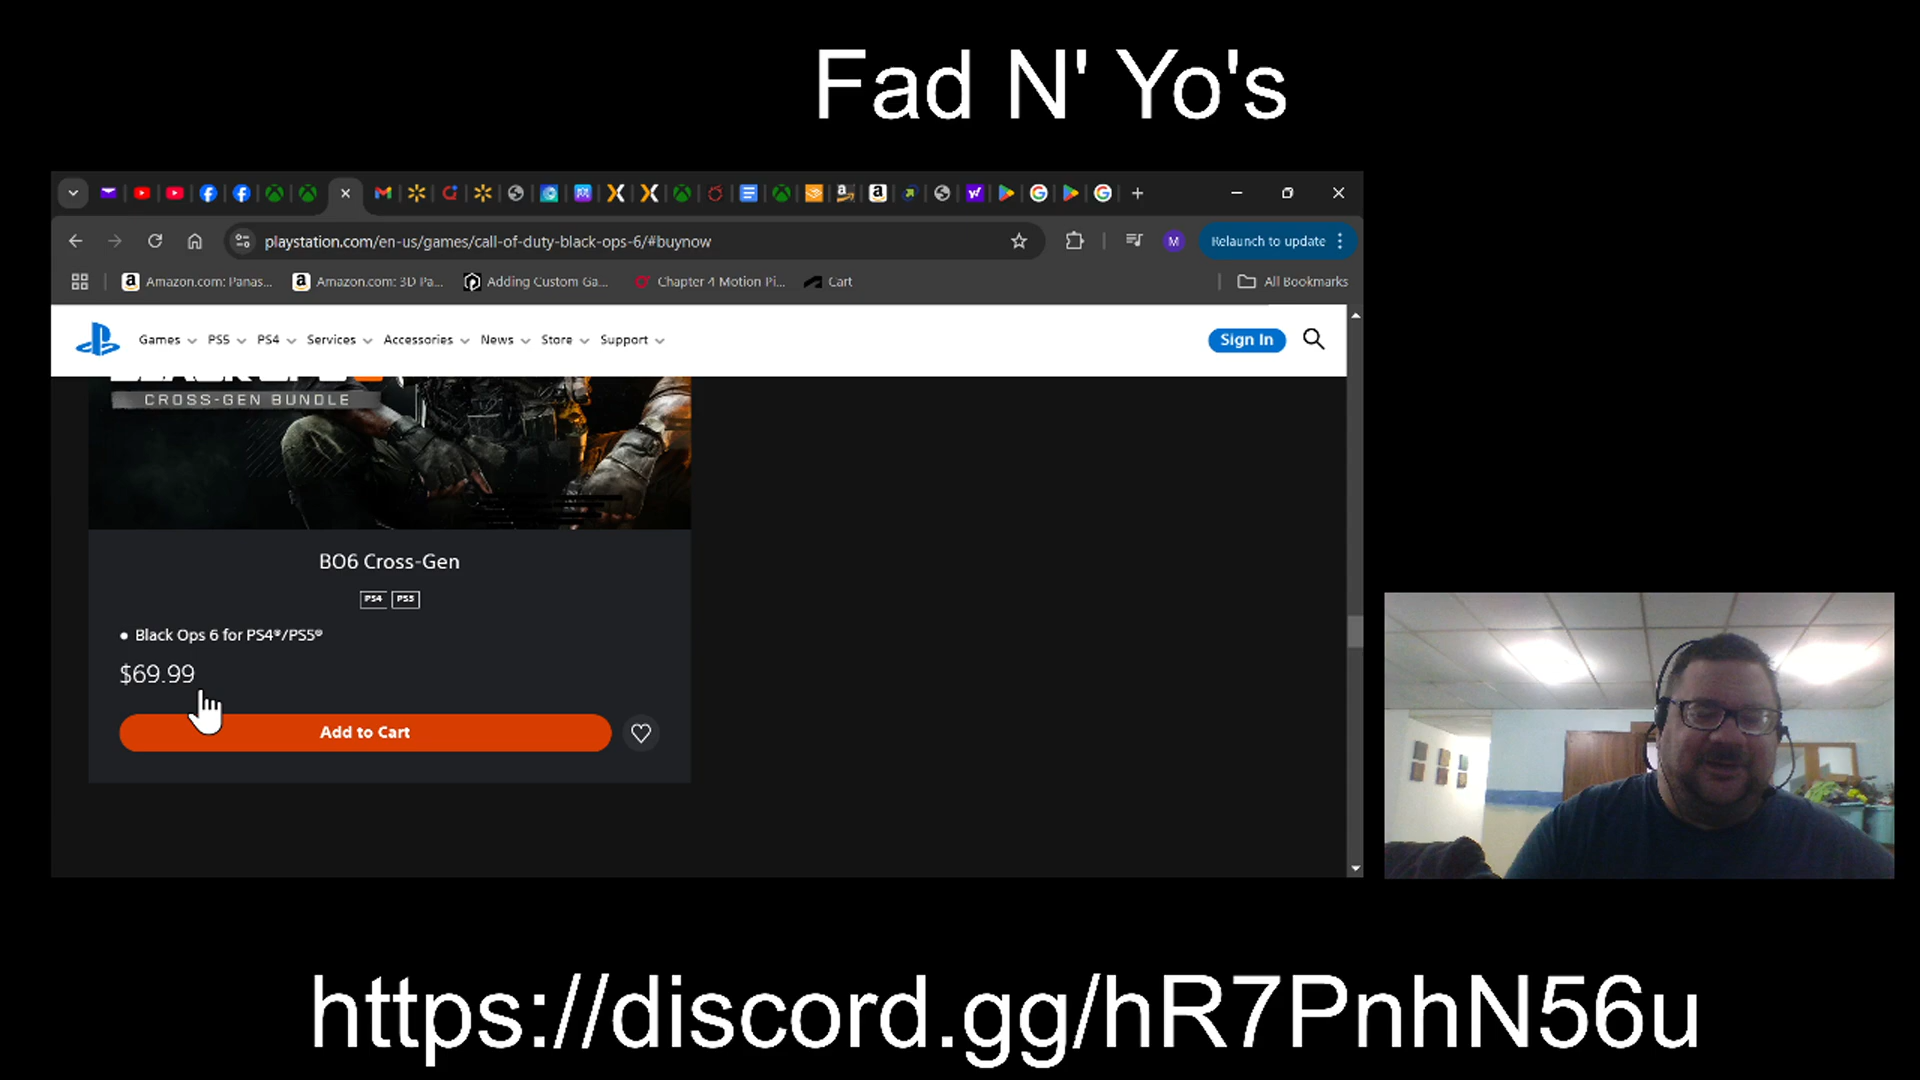 Fad N' Yo's
playstation.com/en-us/games/call-of-duty-black-ops-6/#buynow
M
Relaunch to update
Amazon.com: Panas...
Amazon.com: 3D Pa...
Adding Custom Ga...
Chapter 4 Motion Pi...
Cart
All Bookmarks
Games
PS5
PS4
Services
Accessories
News
Store
Support
Sign In
CROSS-GEN BUNDLE
BO6 Cross-Gen
PS4 PS5
• Black Ops 6 for PS4®/PS5®
$69.99
Add to Cart
https://discord.gg/hR7PnhN56u